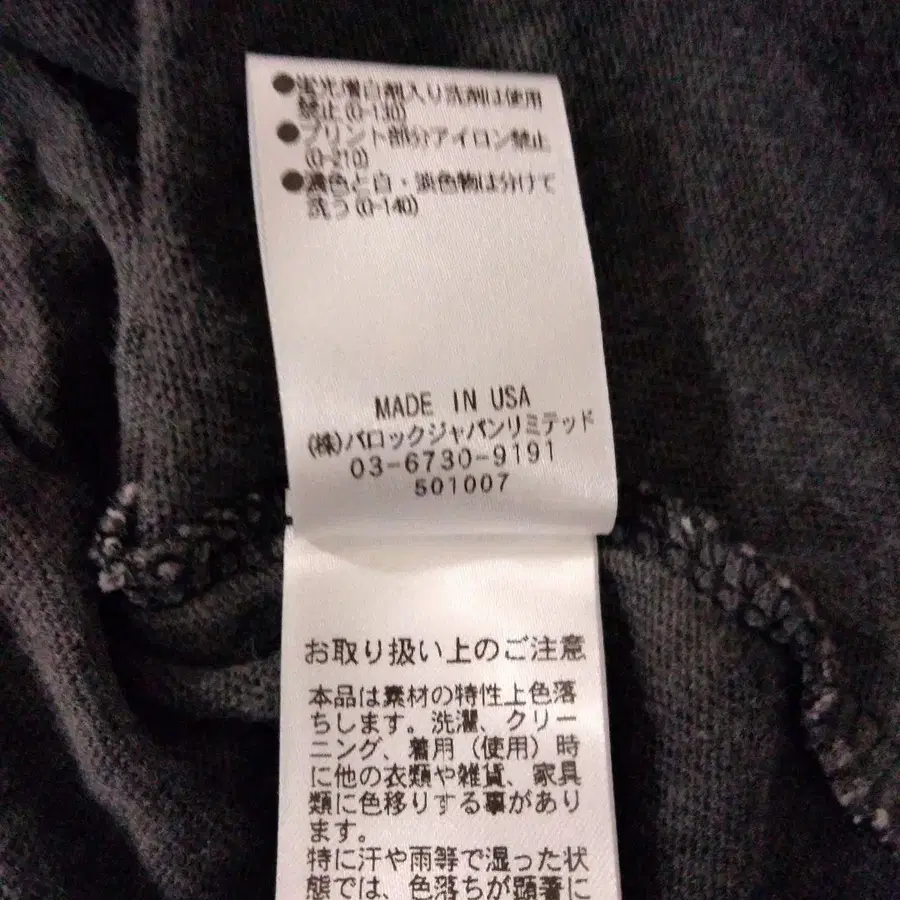 ●蛍光増白剤入り洗剤は使用
禁止(0-130)
●プリント部分アイロン禁止
(0-210)
●濃色と白・淡色物は分けて
洗う(0-140)
MADE IN USA
(株)バロックジャパンリミテッド
03-6730-9191
501007
お取り扱い上のご注意
本品は素材の特性上色落
ちします。洗濯、クリー
ニング、着用(使用)時
に他の衣類や雑貨、家具
類に色移りする事があり
ます。
特に汗や雨等で湿った状
態では、色落ちが顕著に